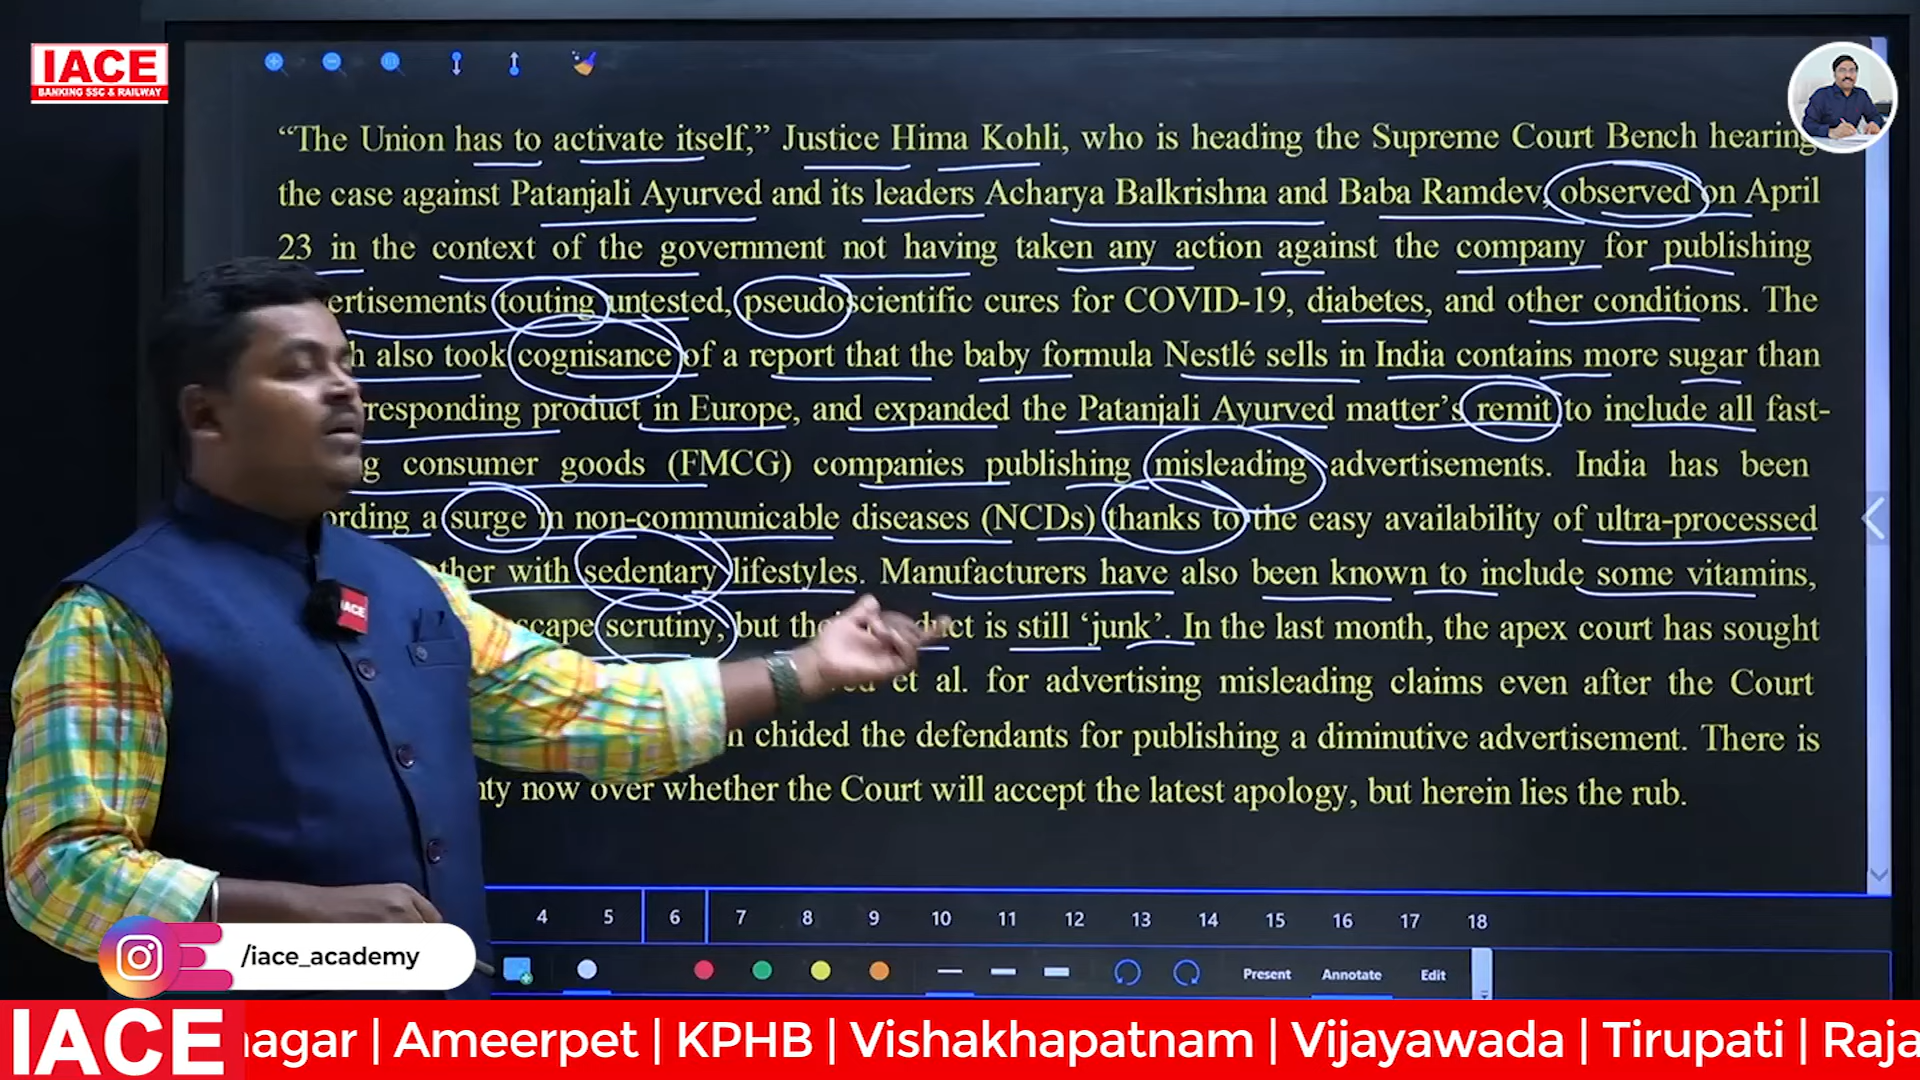 IACE
BANKING SSC & RAILWAY
“The Union has to activate itself,” Justice Hima Kohli, who is heading the Supreme Court Bench hearing
the case against Patanjali Ayurved and its leaders Acharya Balkrishna and Baba Ramdev, observed on April
23 in the context of the government not having taken any action against the company for publishing
ertisements touting untested, pseudoscientific cures for COVID-19, diabetes, and other conditions. The
h also took cognisance of a report that the baby formula Nestlé sells in India contains more sugar than
rresponding product in Europe, and expanded the Patanjali Ayurved matter’s remit to include all fast-
g consumer goods (FMCG) companies publishing misleading advertisements. India has been
ording a surge in non-communicable diseases (NCDs) thanks to the easy availability of ultra-processed
ther with sedentary lifestyles. Manufacturers have also been known to include some vitamins,
scape scrutiny, but is still ‘junk’. In the last month, the apex court has sought
et al. for advertising misleading claims even after the Court
chided the defendants for publishing a diminutive advertisement. There is
nty now over whether the Court will accept the latest apology, but herein lies the rub.
IACE
4 5 6 7 8 9 10 11 12 13 14 15 16 17 18
/iace_academy
Present Annotate Edit
IACE nagar | Ameerpet | KPHB | Vishakhapatnam | Vijayawada | Tirupati | Raja